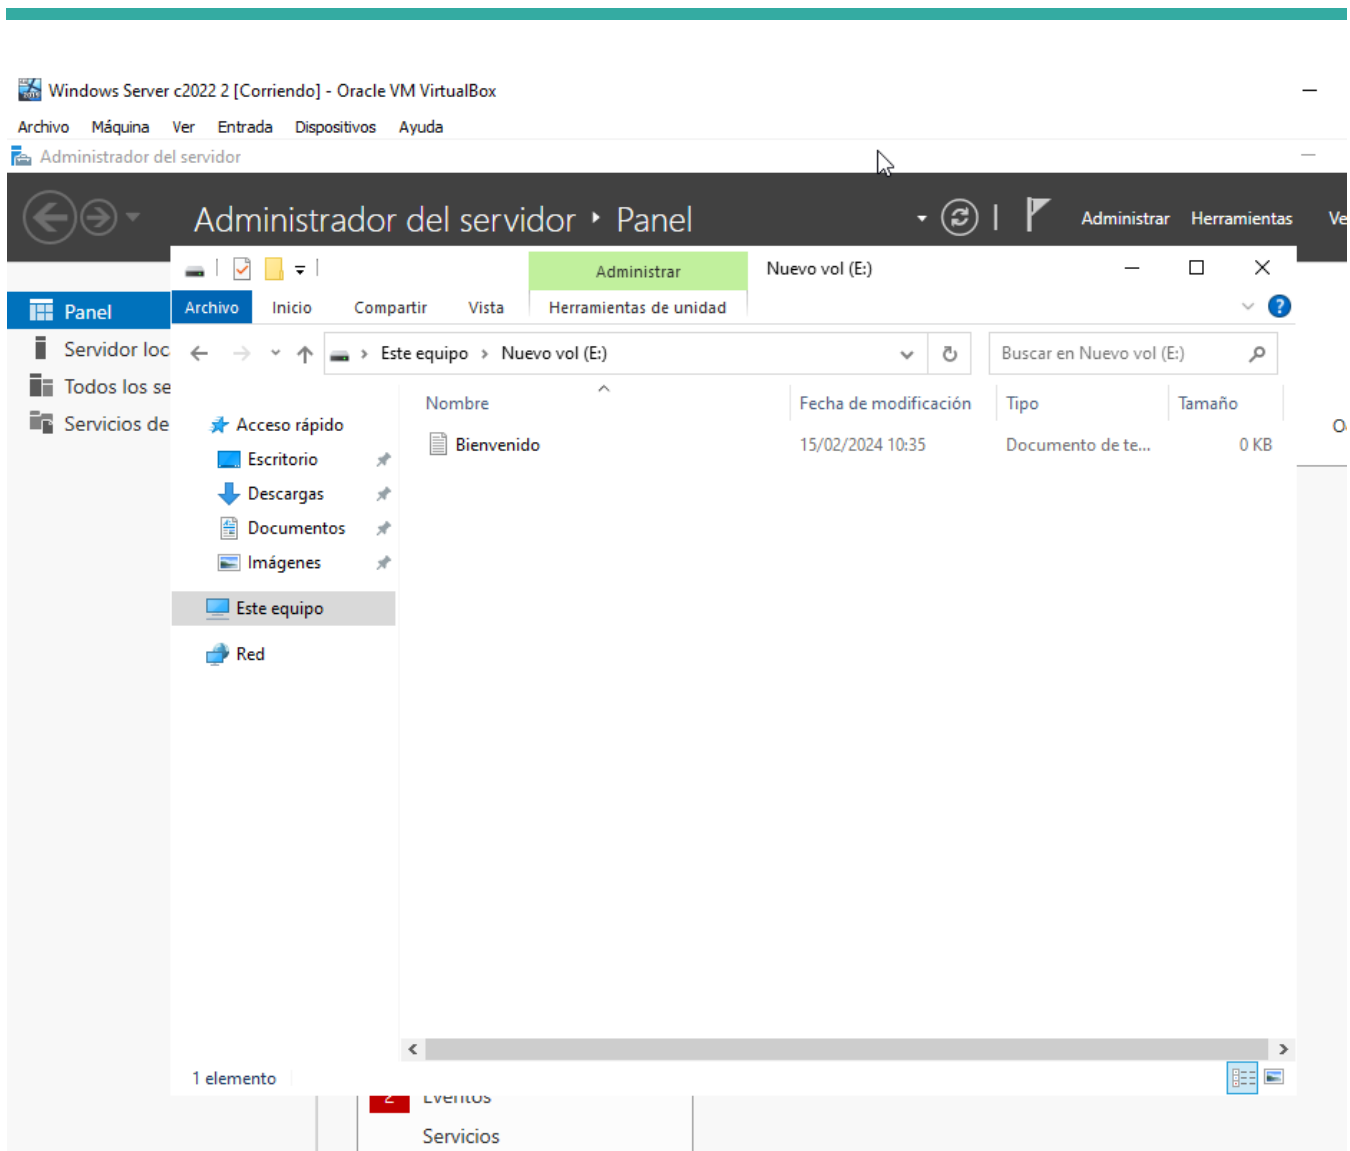 Windows Server c2022 2 [Corriendo] - Oracle VM VirtualBox
Archivo Máquina Ver Entrada Dispositivos Ayuda
Administrador del servidor
Administrador del servidor Panel
Administrar Herramientas
Administrar Nuevo vol (E:)
Archivo Inicio Compartir Vista Herramientas de unidad
Panel
Servidor loc
Todos los se
Servicios de
Este equipo Nuevo vol (E:) Buscar en Nuevo vol (E:)
Nombre Fecha de modificación Tipo Tamaño
Bienvenido 15/02/2024 10:35 Documento de te... 0 KB
Acceso rápido
Escritorio
Descargas
Documentos
Imágenes
Este equipo
Red
1 elemento
2 Eventos
Servicios